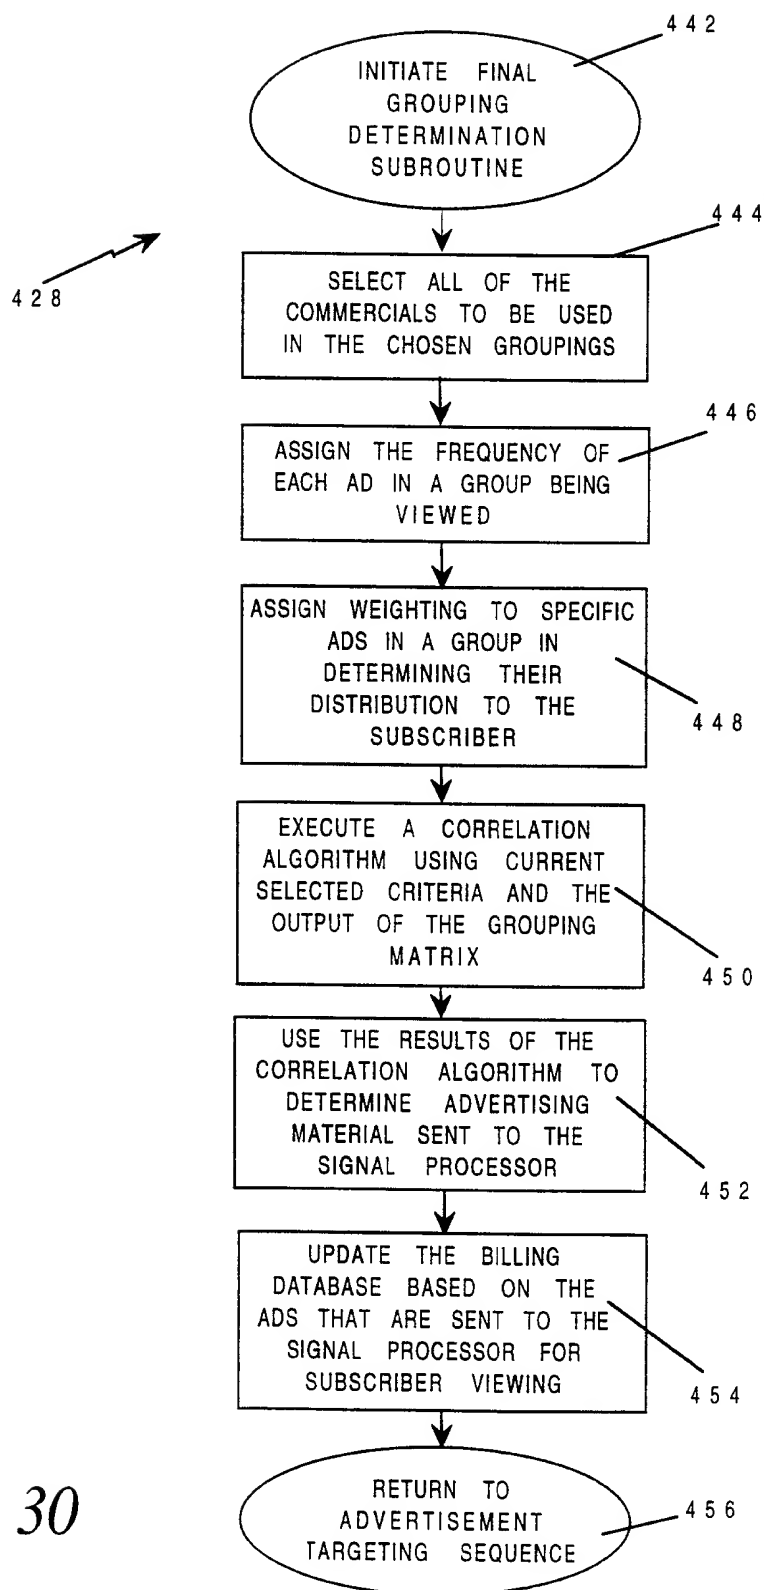 442
INITIATE FINAL
GROUPING
DETERMINATION
SUBROUTINE
428
444
SELECT ALL OF THE
COMMERCIALS TO BE USED
IN THE CHOSEN GROUPINGS
446
ASSIGN THE FREQUENCY OF
EACH AD IN A GROUP BEING
VIEWED
ASSIGN WEIGHTING TO SPECIFIC
ADS IN A GROUP IN
DETERMINING THEIR
DISTRIBUTION TO THE
SUBSCRIBER
448
EXECUTE A CORRELATION
ALGORITHM USING CURRENT
SELECTED CRITERIA AND THE
OUTPUT OF THE GROUPING
MATRIX
450
USE THE RESULTS OF THE
CORRELATION ALGORITHM TO
DETERMINE ADVERTISING
MATERIAL SENT TO THE
SIGNAL PROCESSOR
452
UPDATE THE BILLING
DATABASE BASED ON THE
ADS THAT ARE SENT TO THE
SIGNAL PROCESSOR FOR
SUBSCRIBER VIEWING
454
30
RETURN TO
ADVERTISEMENT
TARGETING SEQUENCE
456